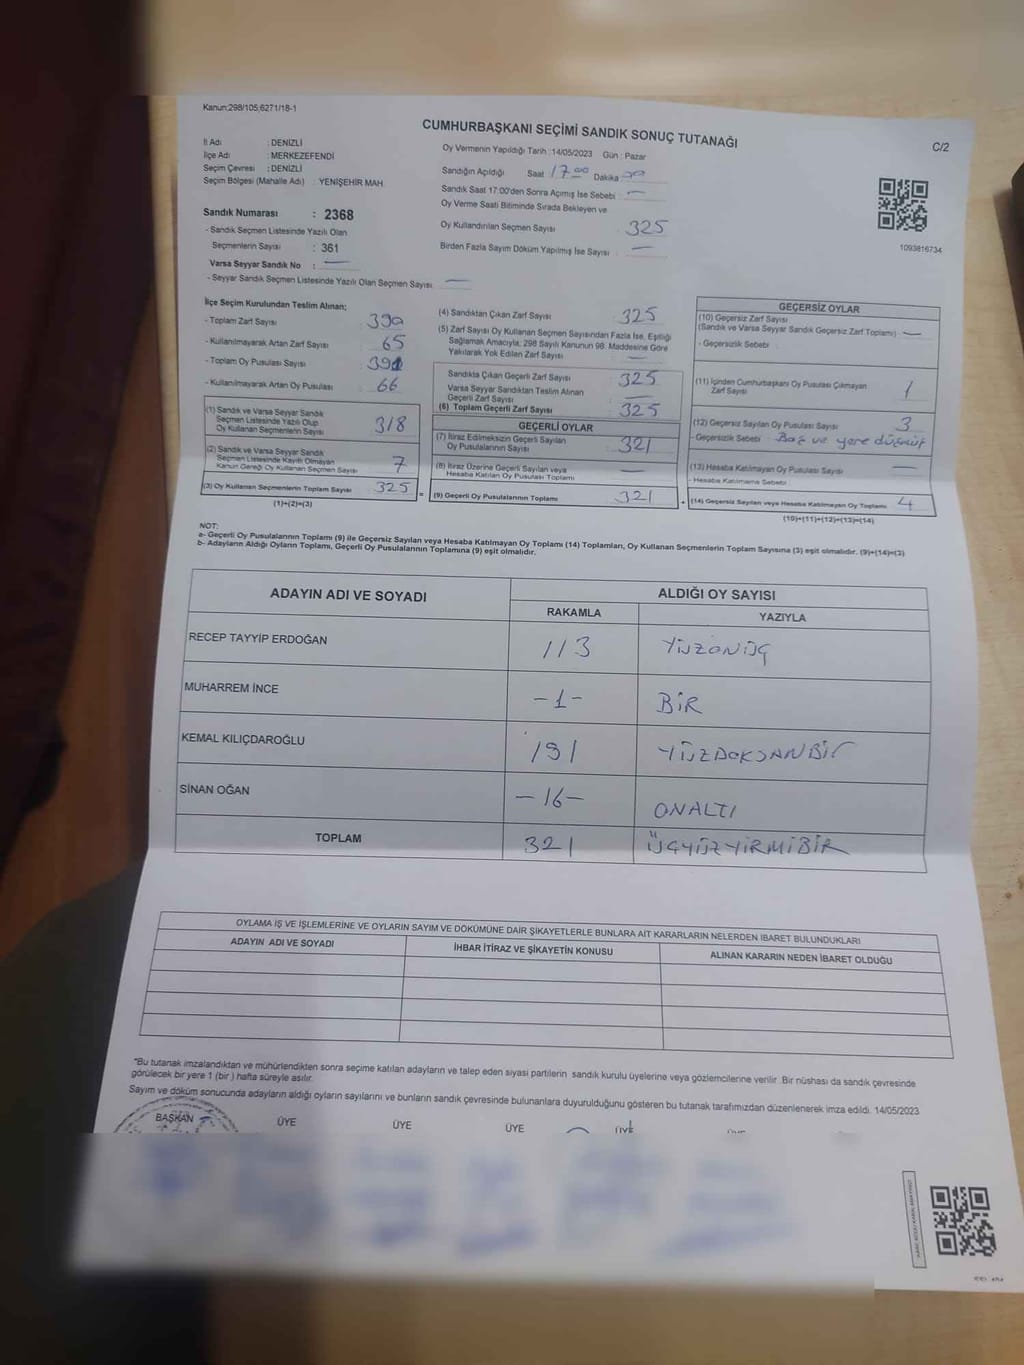 Kanun:298/105;6271/18-1
CUMHURBAŞKANI SEÇİMİ SANDIK SONUÇ TUTANAĞI
C/2
İl Adı : DENİZLİ
İlçe Adı : MERKEZEFENDİ
Seçim Çevresi : DENİZLİ
Seçim Bölgesi (Mahalle Adı) : YENİŞEHİR MAH.
Sandık Numarası : 2368
- Sandık Seçmen Listesinde Yazılı Olan
Seçmenlerin Sayısı : 361
Varsa Seyyar Sandık No : —
- Seyyar Sandık Seçmen Listesinde Yazılı Olan Seçmen Sayısı —
Oy Vermenin Yapıldığı Tarih : 14/05/2023 Gün : Pazar
Sandığın Açıldığı Saat 17.00 Dakika 00
Sandık Saat 17:00'den Sonra Açımış İse Sebebi : —
Oy Verme Saati Bitiminde Sırada Bekleyen ve
Oy Kullandırılan Seçmen Sayısı : 325
Birden Fazla Sayım Döküm Yapılmış İse Sayısı : —
1093816734
İlçe Seçim Kurulundan Teslim Alınan;
- Toplam Zarf Sayısı 390
- Kullanılmayarak Artan Zarf Sayısı 65
- Toplam Oy Pusulası Sayısı 391
- Kullanılmayarak Artan Oy Pusulası 66
(1) Sandık ve Varsa Seyyar Sandık
Seçmen Listesinde Yazılı Olup
Oy Kullanan Seçmenlerin Sayısı 318
(2) Sandık ve Varsa Seyyar Sandık
Seçmen Listesinde Kayıtlı Olmayan
Kanun Gereği Oy Kullanan Seçmen Sayısı 7
(3) Oy Kullanan Seçmenlerin Toplam Sayısı 325
(1)+(2)=(3)
(4) Sandıktan Çıkan Zarf Sayısı 325
(5) Zarf Sayısı Oy Kullanan Seçmen Sayısından Fazla İse, Eşitliği
Sağlamak Amacıyla, 298 Sayılı Kanunun 98. Maddesine Göre
Yakılarak Yok Edilen Zarf Sayısı —
Sandıkta Çıkan Geçerli Zarf Sayısı 325
Varsa Seyyar Sandıktan Teslim Alınan
Geçerli Zarf Sayısı —
(6) Toplam Geçerli Zarf Sayısı 325
GEÇERLİ OYLAR
(7) İtiraz Edilmeksizin Geçerli Sayılan
Oy Pusulalarının Sayısı 321
(8) İtiraz Üzerine Geçerli Sayılan veya
Hesaba Katılan Oy Pusulası Toplamı —
= (9) Geçerli Oy Pusulalarının Toplamı 321
GEÇERSİZ OYLAR
(10) Geçersiz Zarf Sayısı
(Sandık ve Varsa Seyyar Sandık Geçersiz Zarf Toplamı) —
- Geçersizlik Sebebi
(11) İçinden Cumhurbaşkanı Oy Pusulası Çıkmayan
Zarf Sayısı 1
(12) Geçersiz Sayılan Oy Pusulası Sayısı 3
- Geçersizlik Sebebi Boş ve yere düşmüş
(13) Hesaba Katılmayan Oy Pusulası Sayısı —
- Hesaba Katılmama Sebebi
+ (14) Geçersiz Sayılan veya Hesaba Katılmayan Oy Toplamı 4
(10)+(11)+(12)+(13)=(14)
NOT:
a- Geçerli Oy Pusulalarının Toplamı (9) ile Geçersiz Sayılan veya Hesaba Katılmayan Oy Toplamı (14) Toplamları, Oy Kullanan Seçmenlerin Toplam Sayısına (3) eşit olmalıdır. (9)+(14)=(3)
b- Adayların Aldığı Oyların Toplamı, Geçerli Oy Pusulalarının Toplamına (9) eşit olmalıdır.
ADAYIN ADI VE SOYADI
ALDIĞI OY SAYISI
RAKAMLA YAZIYLA
RECEP TAYYİP ERDOĞAN 113 YÜZONÜÇ
MUHARREM İNCE -1- BİR
KEMAL KILIÇDAROĞLU 191 YÜZDOKSANBİR
SİNAN OĞAN -16- ONALTI
TOPLAM 321 ÜÇYÜZYİRMİBİR
OYLAMA İŞ VE İŞLEMLERİNE VE OYLARIN SAYIM VE DÖKÜMÜNE DAİR ŞİKAYETLERLE BUNLARA AİT KARARLARIN NELERDEN İBARET BULUNDUKLARI
ADAYIN ADI VE SOYADI İHBAR İTİRAZ VE ŞİKAYETİN KONUSU ALINAN KARARIN NEDEN İBARET OLDUĞU
*Bu tutanak imzalandıktan ve mühürlendikten sonra seçime katılan adayların ve talep eden siyasi partilerin sandık kurulu üyelerine veya gözlemcilerine verilir. Bir nüshası da sandık çevresinde
görülecek bir yere 1 (bir ) hafta süreyle asılır.
Sayım ve döküm sonucunda adayların aldığı oyların sayılarını ve bunların sandık çevresinde bulunanlara duyurulduğunu gösteren bu tutanak tarafımızdan düzenlenerek imza edildi. 14/05/2023
BAŞKAN ÜYE ÜYE ÜYE